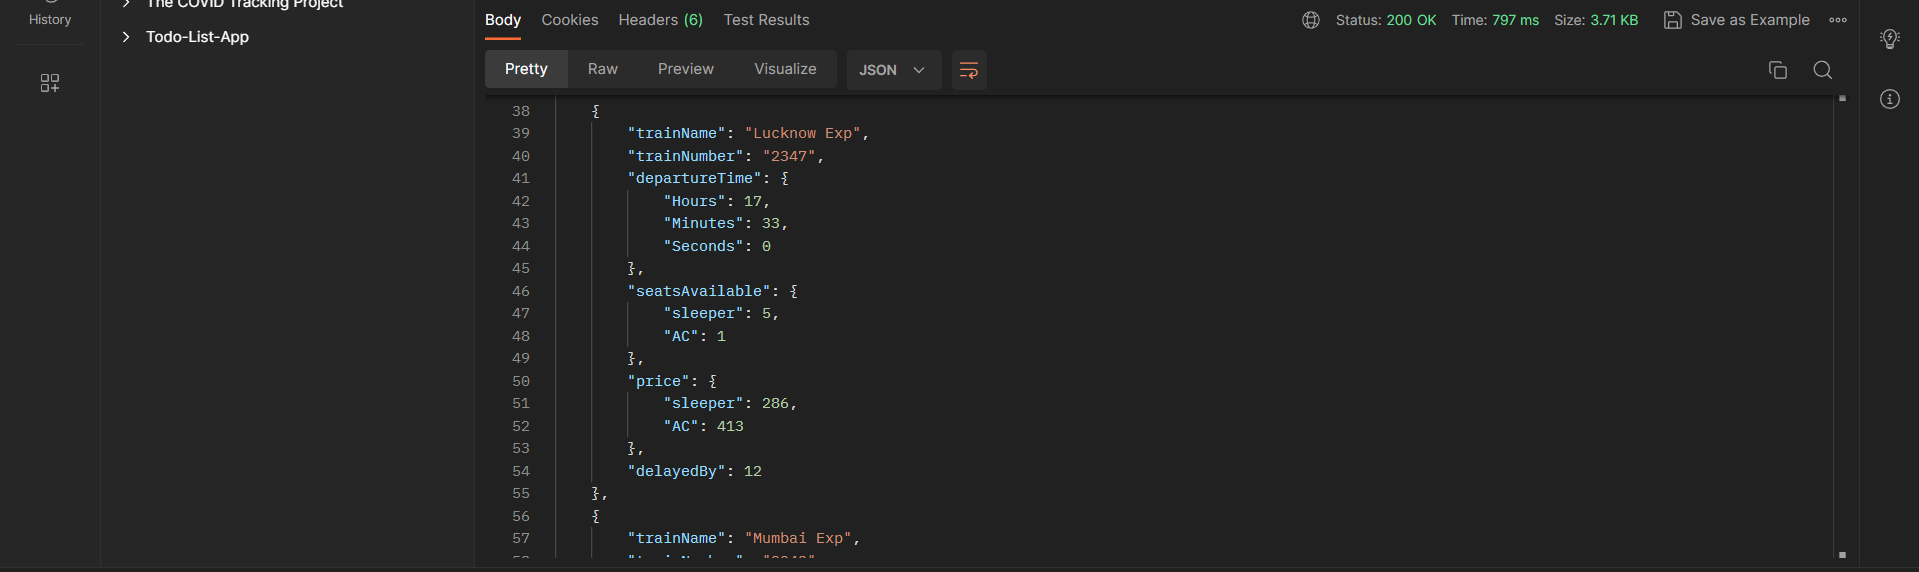 History
The COVID Tracking Project
Todo-List-App
Body Cookies Headers (6) Test Results Status: 200 OK Time: 797 ms Size: 3.71 KB Save as Example
Pretty Raw Preview Visualize JSON
38 {
39 "trainName": "Lucknow Exp",
40 "trainNumber": "2347",
41 "departureTime": {
42 "Hours": 17,
43 "Minutes": 33,
44 "Seconds": 0
45 },
46 "seatsAvailable": {
47 "sleeper": 5,
48 "AC": 1
49 },
50 "price": {
51 "sleeper": 286,
52 "AC": 413
53 },
54 "delayedBy": 12
55 },
56 {
57 "trainName": "Mumbai Exp",